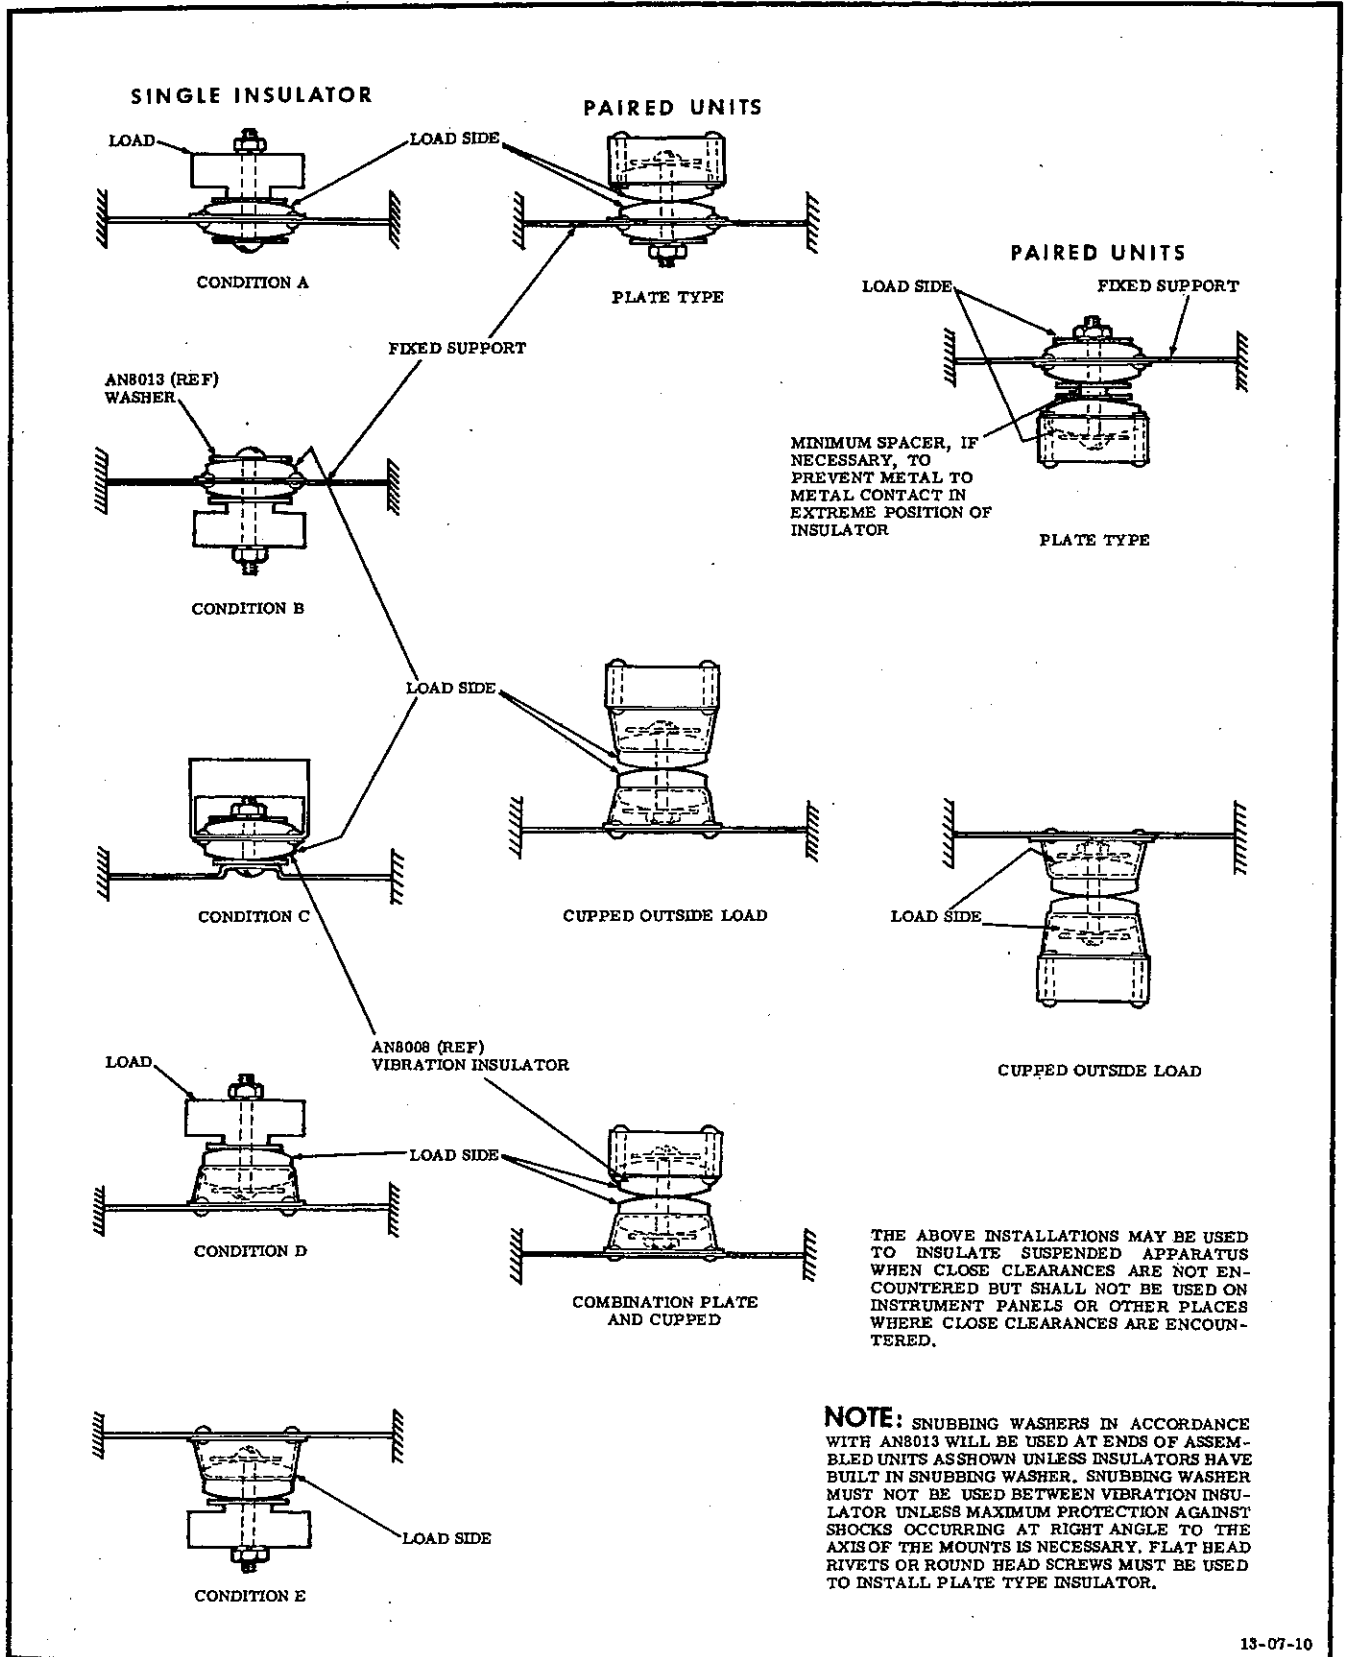 SINGLE INSULATOR
PAIRED UNITS
LOAD
LOAD SIDE
CONDITION A
PLATE TYPE
PAIRED UNITS
LOAD SIDE
FIXED SUPPORT
FIXED SUPPORT
AN8013 (REF)
WASHER
MINIMUM SPACER, IF
NECESSARY, TO
PREVENT METAL TO
METAL CONTACT IN
EXTREME POSITION OF
INSULATOR
PLATE TYPE
CONDITION B
LOAD SIDE
CONDITION C
CUPPED OUTSIDE LOAD
LOAD SIDE
AN8008 (REF)
VIBRATION INSULATOR
CUPPED OUTSIDE LOAD
LOAD
LOAD SIDE
CONDITION D
COMBINATION PLATE
AND CUPPED
THE ABOVE INSTALLATIONS MAY BE USED
TO INSULATE SUSPENDED APPARATUS
WHEN CLOSE CLEARANCES ARE NOT EN-
COUNTERED BUT SHALL NOT BE USED ON
INSTRUMENT PANELS OR OTHER PLACES
WHERE CLOSE CLEARANCES ARE ENCOUN-
TERED.
NOTE: SNUBBING WASHERS IN ACCORDANCE
WITH AN8013 WILL BE USED AT ENDS OF ASSEM-
BLED UNITS AS SHOWN UNLESS INSULATORS HAVE
BUILT IN SNUBBING WASHER. SNUBBING WASHER
MUST NOT BE USED BETWEEN VIBRATION INSU-
LATOR UNLESS MAXIMUM PROTECTION AGAINST
SHOCKS OCCURRING AT RIGHT ANGLE TO THE
AXIS OF THE MOUNTS IS NECESSARY. FLAT HEAD
RIVETS OR ROUND HEAD SCREWS MUST BE USED
TO INSTALL PLATE TYPE INSULATOR.
LOAD SIDE
CONDITION E
13-07-10